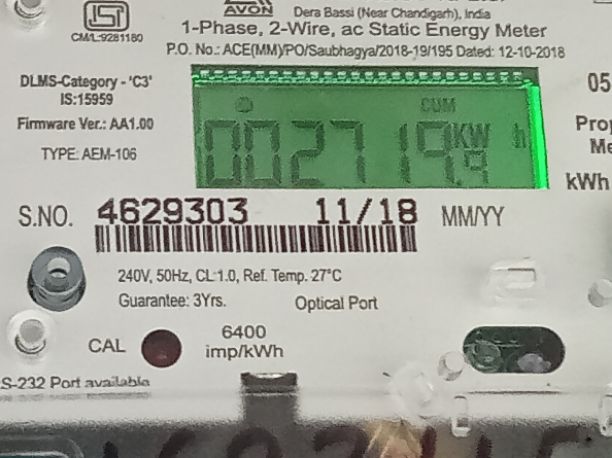 CM/L:9281180
AVON
Dera Bassi (Near Chandigarh), India
1-Phase, 2-Wire, ac Static Energy Meter
P.O. No.: ACE(MM)/PO/Saubhagya/2018-19/195 Dated: 12-10-2018
DLMS-Category - 'C3'
IS:15959
Firmware Ver.: AA1.00
TYPE: AEM-106
CUM
002719.9 KWh
05
kWh
S.NO. 4629303 11/18 MM/YY
240V, 50Hz, CL:1.0, Ref. Temp. 27°C
Guarantee: 3Yrs. Optical Port
CAL
6400
imp/kWh
S-232 Port available